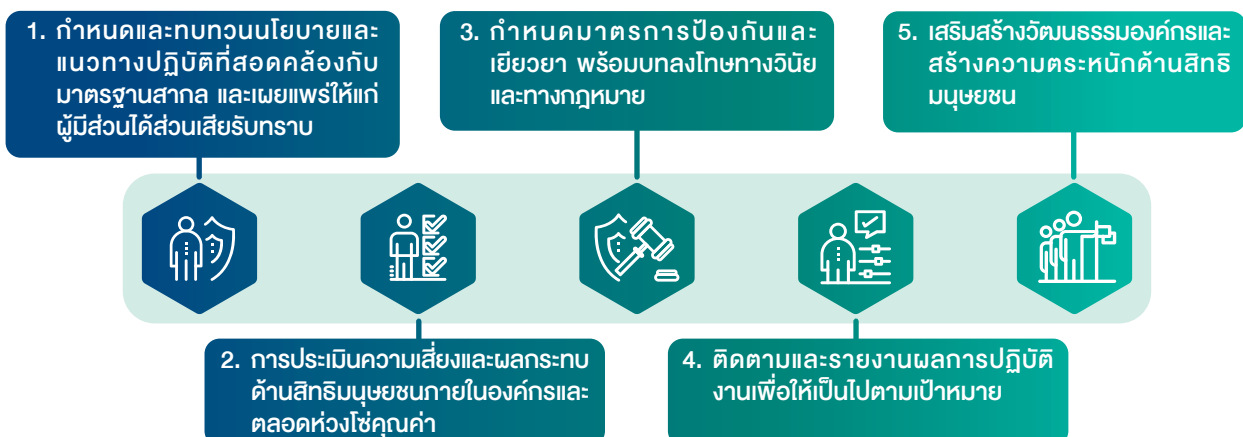 1. กำหนดและทบทวนนโยบายและ
แนวทางปฏิบัติที่สอดคล้องกับ
มาตรฐานสากล และเผยแพร่ให้แก่
ผู้มีส่วนได้ส่วนเสียรับทราบ
2. การประเมินความเสี่ยงและผลกระทบ
ด้านสิทธิมนุษยชนภายในองค์กรและ
ตลอดห่วงโซ่คุณค่า
3. กำหนดมาตรการป้องกันและ
เยียวยา พร้อมบทลงโทษทางวินัย
และทางกฎหมาย
4. ติดตามและรายงานผลการปฏิบัติ
งานเพื่อให้เป็นไปตามเป้าหมาย
5. เสริมสร้างวัฒนธรรมองค์กรและ
สร้างความตระหนักด้านสิทธิ
มนุษยชน